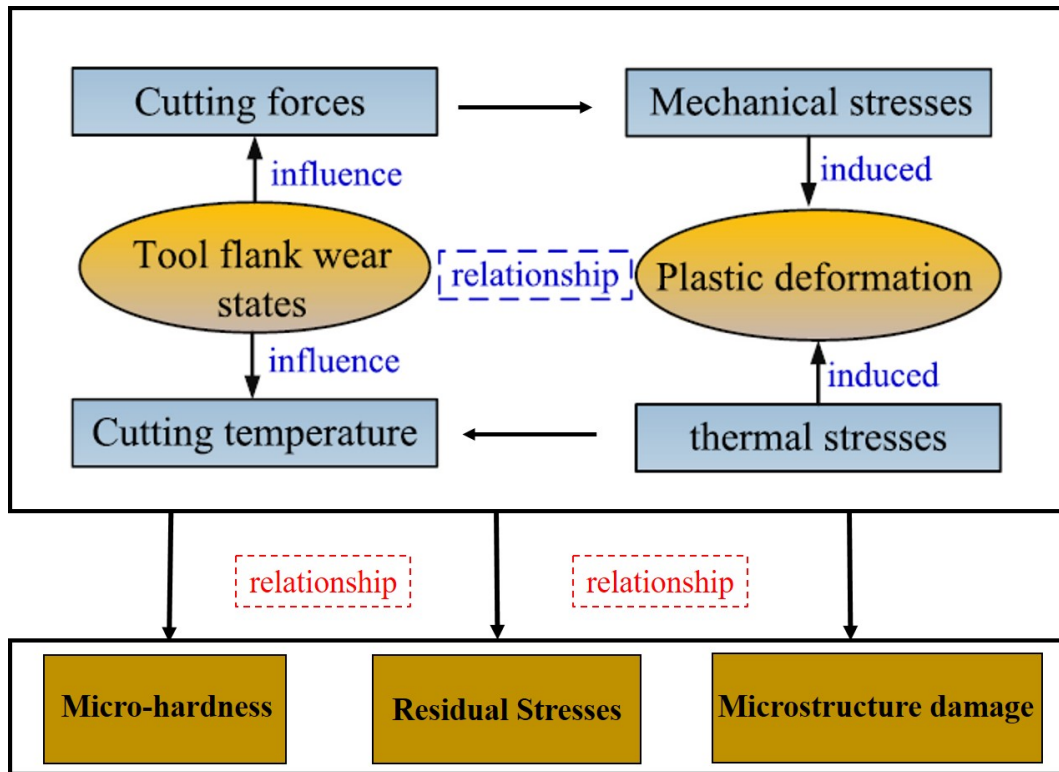 Cutting forces
Mechanical stresses
influence
induced
Tool flank wear
states
relationship
Plastic deformation
influence
induced
Cutting temperature
thermal stresses
relationship
relationship
Micro-hardness
Residual Stresses
Microstructure damage